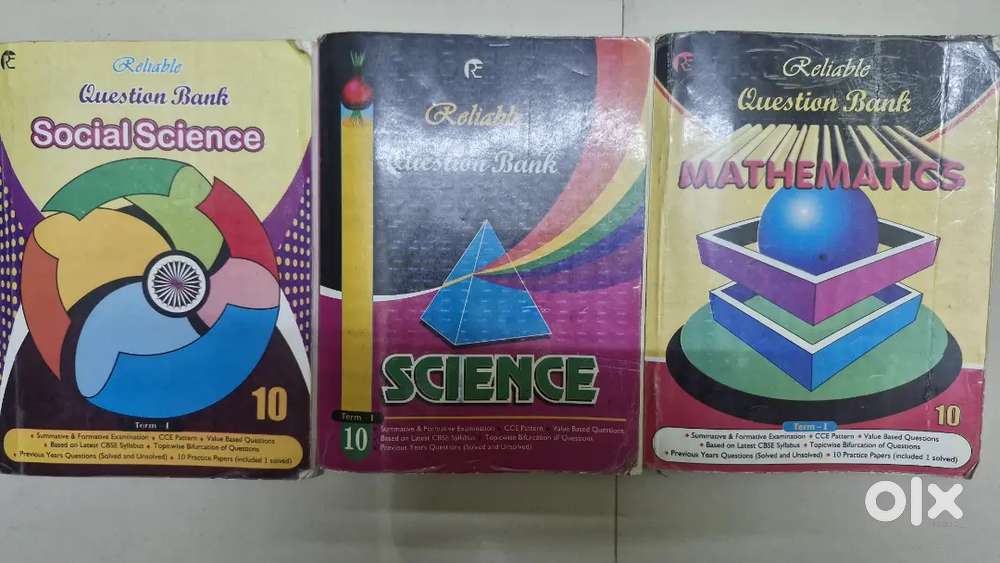 RE
Reliable
Question Bank
Social Science
10
Term - I
• Summative & Formative Examination • CCE Pattern • Value Based Questions
• Based on Latest CBSE Syllabus • Topicwise Bifurcation of Questions
• Previous Years Questions (Solved and Unsolved) • 10 Practice Papers (included 1 solved)
RE
Reliable
Question Bank
SCIENCE
Term - I
10
• Summative & Formative Examination • CCE Pattern • Value Based Questions
Based on Latest CBSE Syllabus • Topicwise Bifurcation of Questions
Previous Years Questions (Solved and Unsolved)
RE
Reliable
Question Bank
MATHEMATICS
10
Term - I
• Summative & Formative Examination • CCE Pattern • Value Based Questions
• Based on Latest CBSE Syllabus • Topicwise Bifurcation of Questions
• Previous Years Questions (Solved and Unsolved) • 10 Practice Papers (included 1 solved)
olx